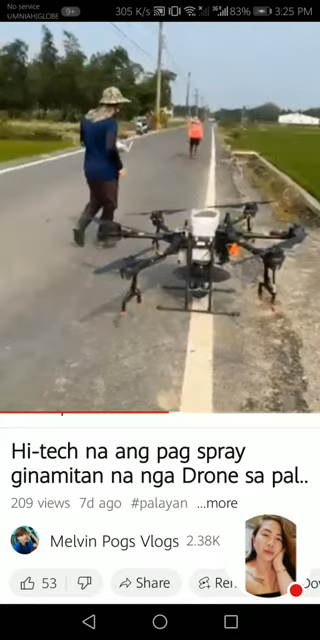 No service
UMNIAH|GLOBE
9+
305 K/s
83%
3:25 PM
Hi-tech na ang pag spray
ginamitan na nga Drone sa pal..
209 views 7d ago #palayan ...more
Melvin Pogs Vlogs 2.38K
53
Share